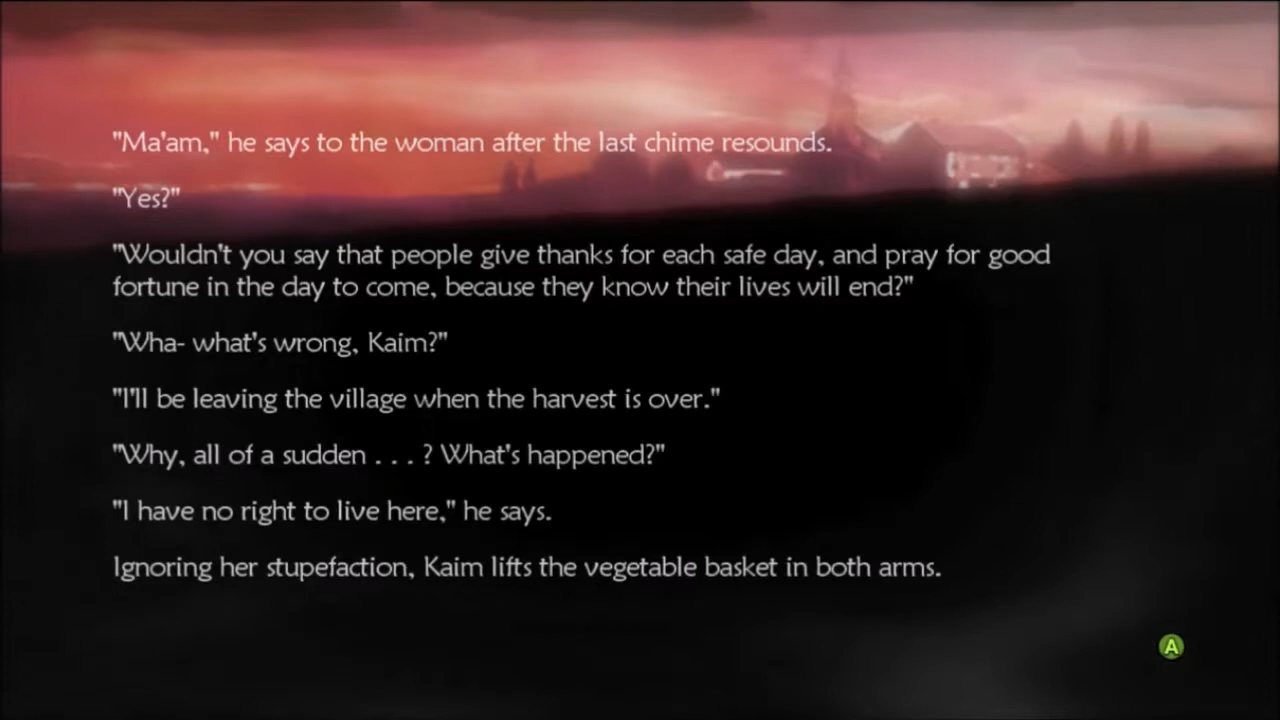 "Ma'am," he says to the woman after the last chime resounds.
"Yes?"
"Wouldn't you say that people give thanks for each safe day, and pray for good
fortune in the day to come, because they know their lives will end?"
"Wha- what's wrong, Kaim?"
"I'll be leaving the village when the harvest is over."
"Why, all of a sudden . . . ? What's happened?"
"I have no right to live here," he says.
Ignoring her stupefaction, Kaim lifts the vegetable basket in both arms.
A